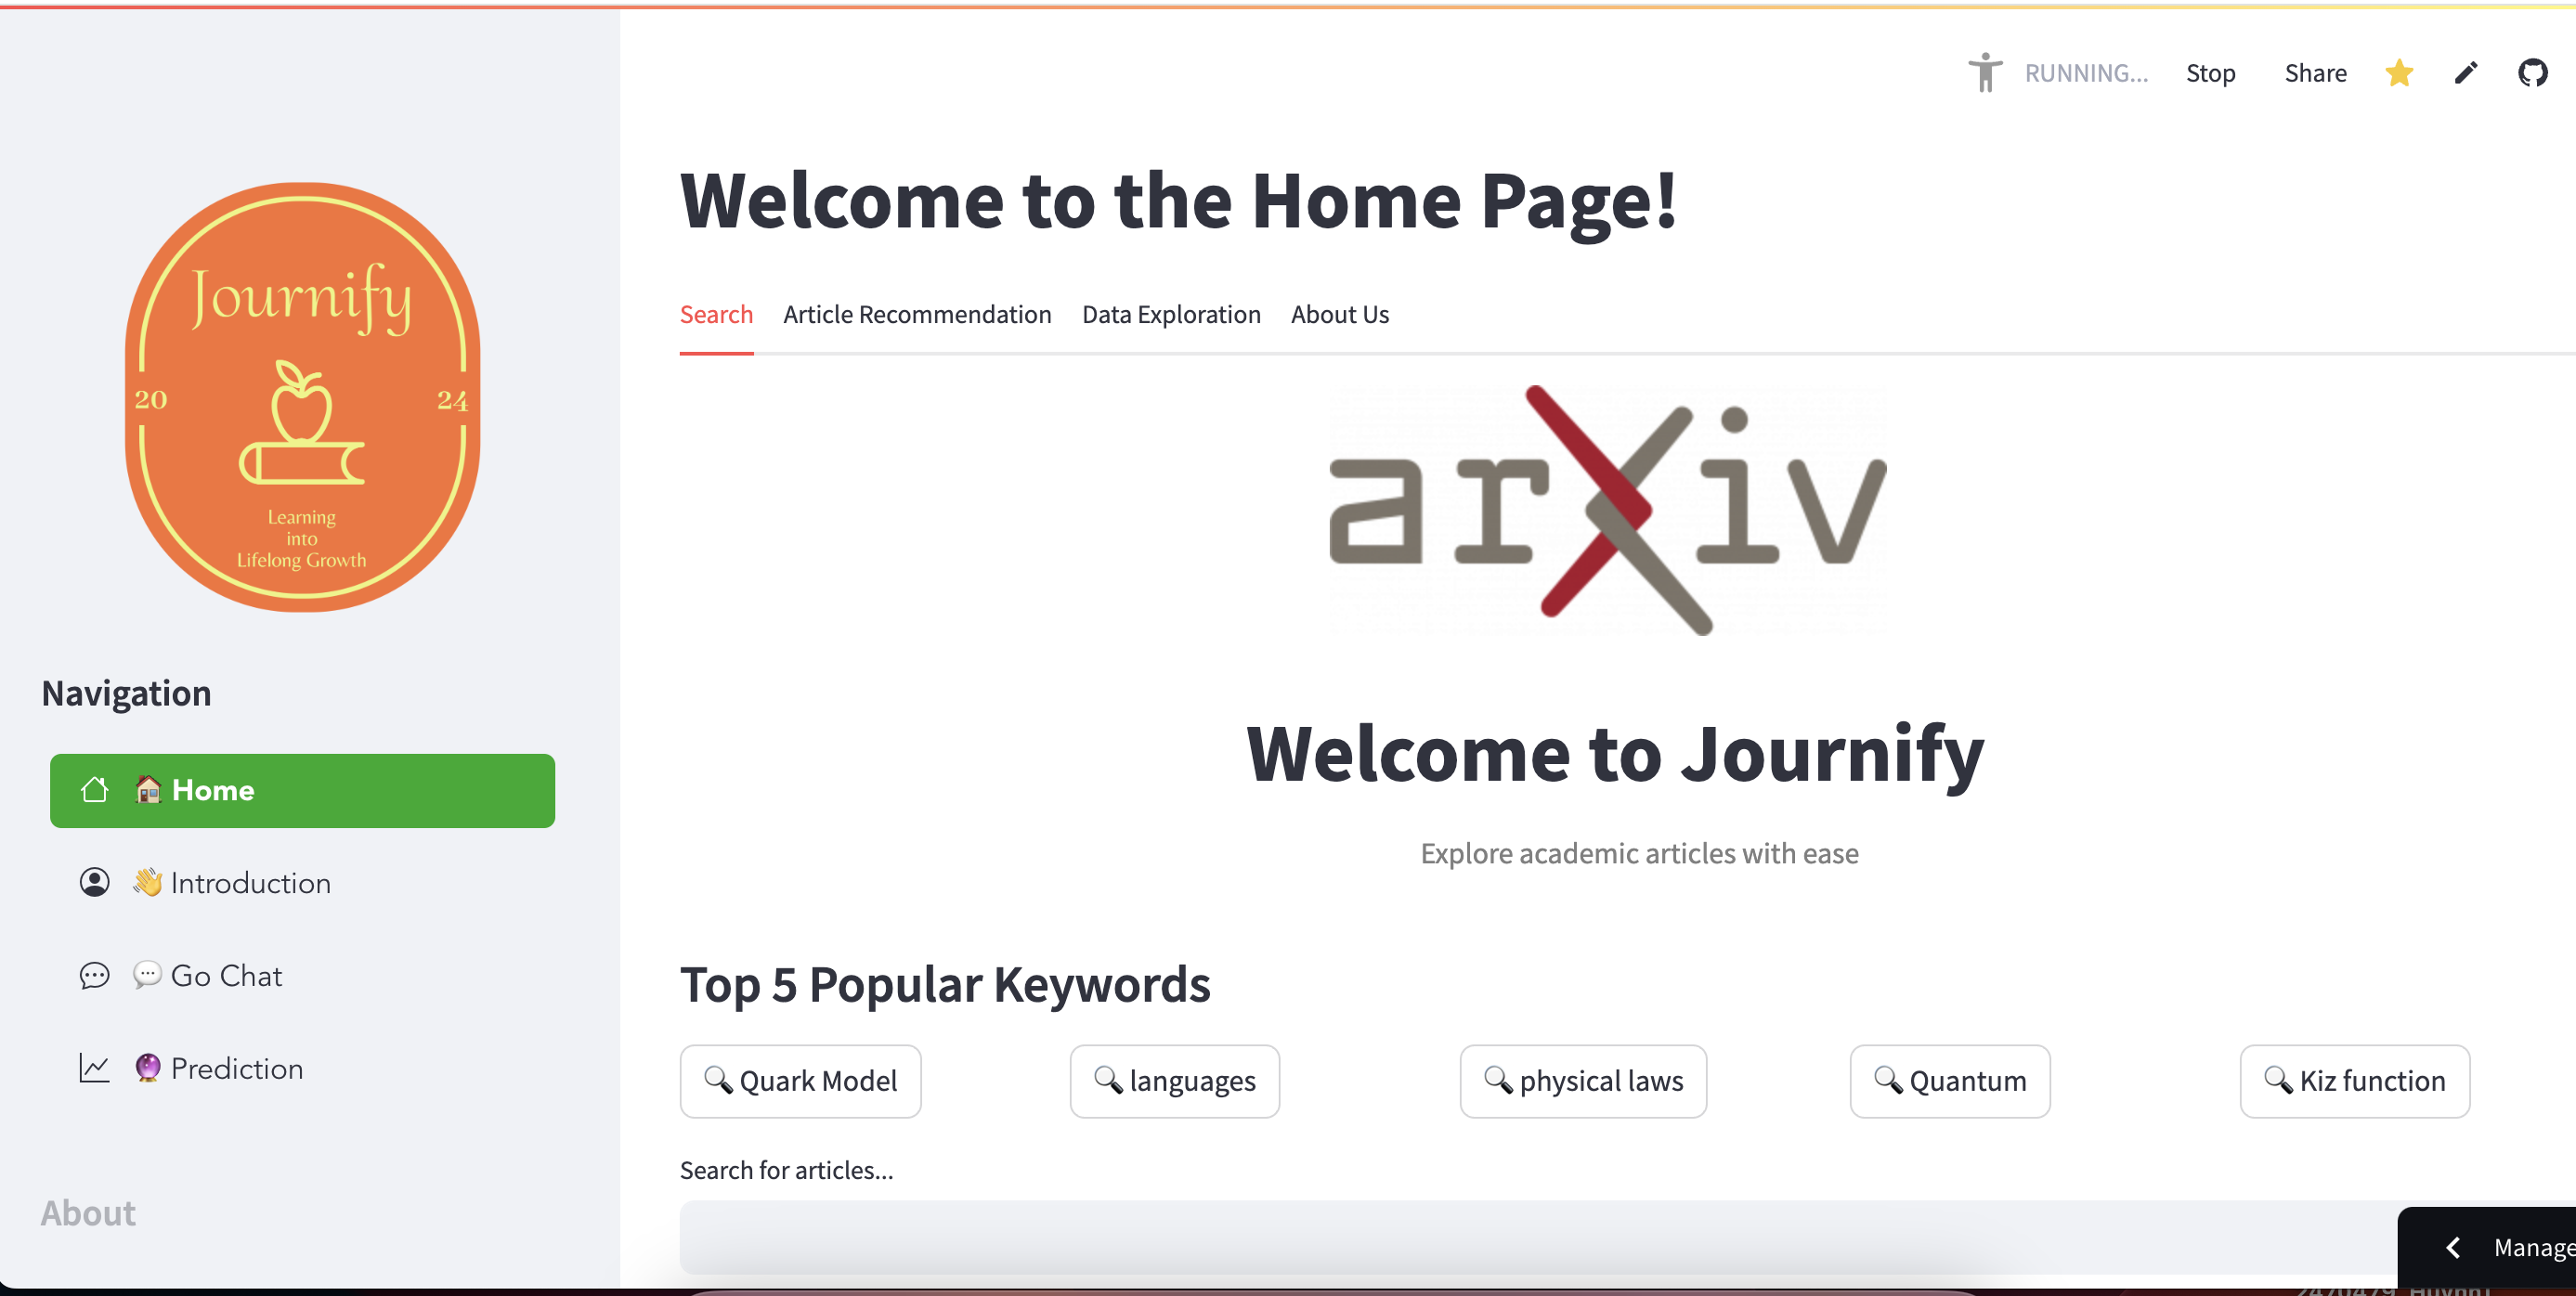 RUNNING...
Stop
Share
Journify
20
24
Learning
into
Lifelong Growth
Navigation
🏠 Home
👋 Introduction
💬 Go Chat
🔮 Prediction
About
Welcome to the Home Page!
Search
Article Recommendation
Data Exploration
About Us
arXiv
Welcome to Journify
Explore academic articles with ease
Top 5 Popular Keywords
🔍 Quark Model
🔍 languages
🔍 physical laws
🔍 Quantum
🔍 Kiz function
Search for articles...
Manage